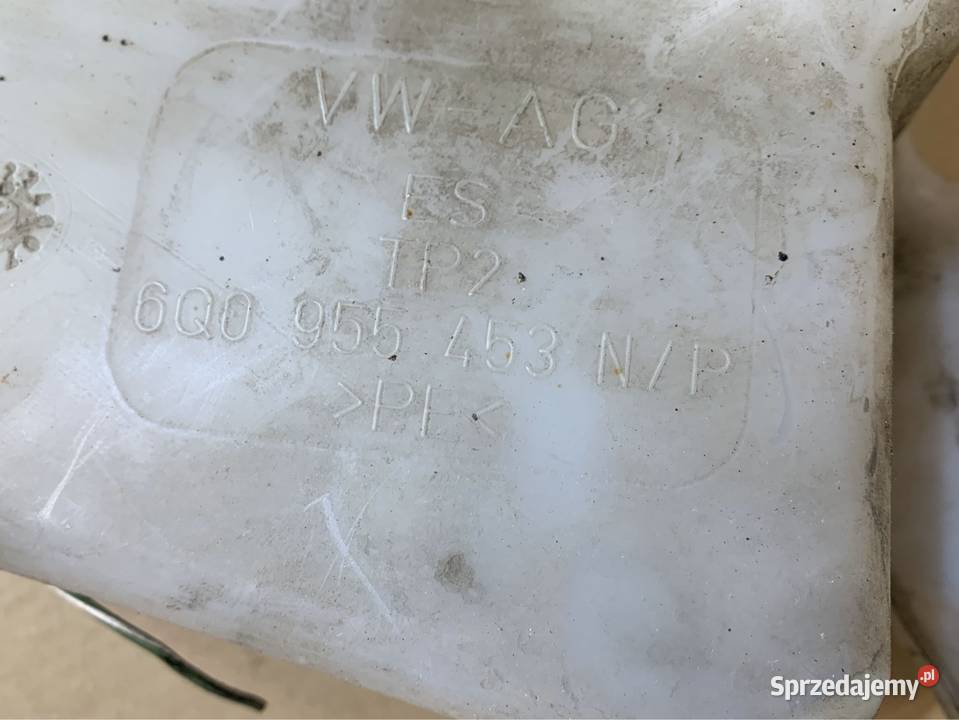 VW-AG
ES
TP2
6Q0 955 453 N/P
>PE<
Sprzedajemy.pl